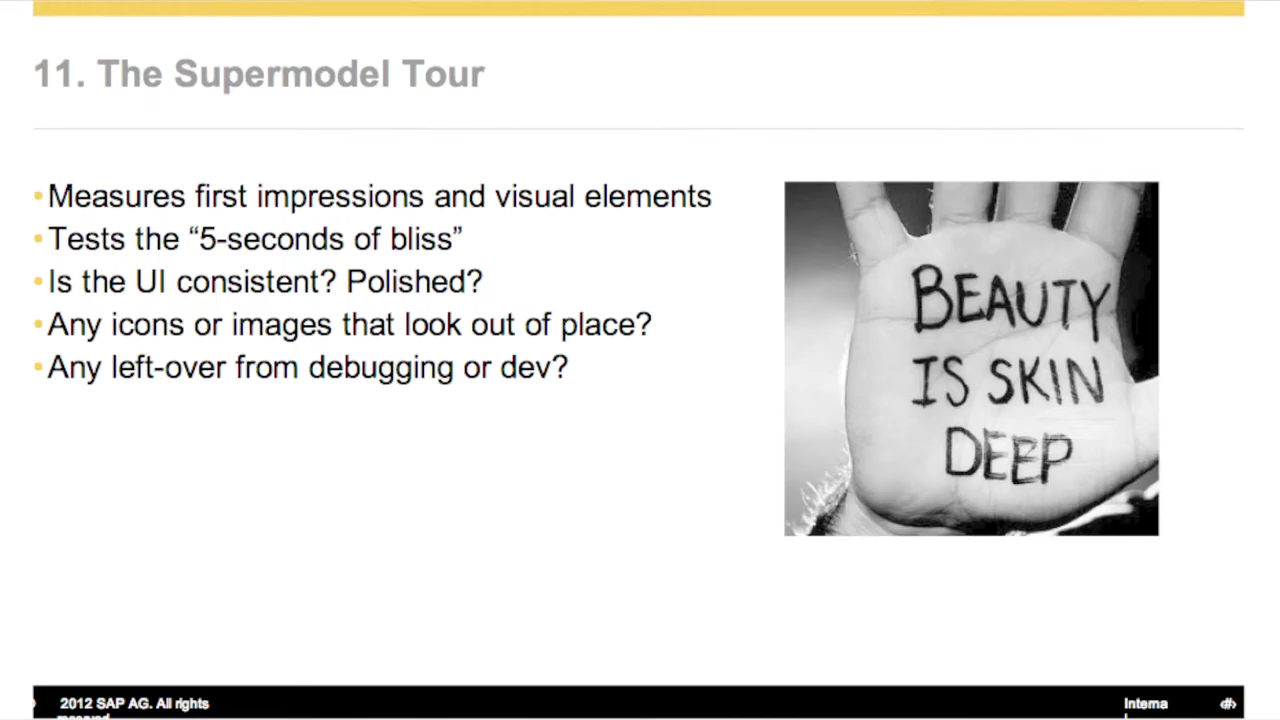 11. The Supermodel Tour
•Measures first impressions and visual elements
•Tests the “5-seconds of bliss”
•Is the UI consistent? Polished?
•Any icons or images that look out of place?
•Any left-over from debugging or dev?
BEAUTY
IS SKIN
DEEP
2012 SAP AG. All rights
Interna